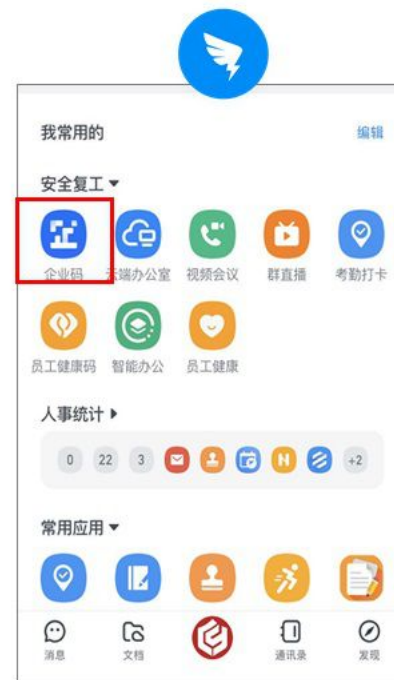 我常用的 编辑
安全复工
企业码 云端办公室 视频会议 群直播 考勤打卡
员工健康码 智能办公 员工健康
人事统计
0 22 3 N +2
常用应用
消息 文档 通讯录 发现